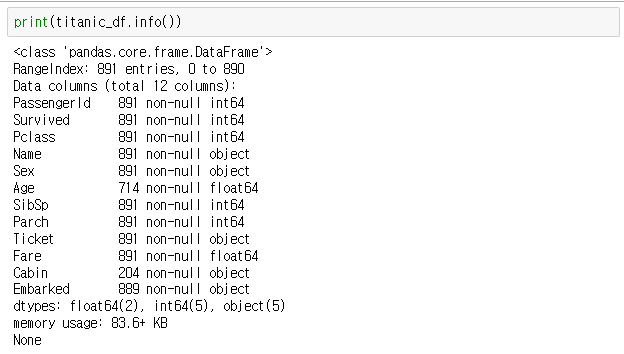 print(titanic_df.info())
<class 'pandas.core.frame.DataFrame'>
RangeIndex: 891 entries, 0 to 890
Data columns (total 12 columns):
PassengerId    891 non-null int64
Survived       891 non-null int64
Pclass         891 non-null int64
Name           891 non-null object
Sex            891 non-null object
Age            714 non-null float64
SibSp          891 non-null int64
Parch          891 non-null int64
Ticket         891 non-null object
Fare           891 non-null float64
Cabin          204 non-null object
Embarked       889 non-null object
dtypes: float64(2), int64(5), object(5)
memory usage: 83.6+ KB
None